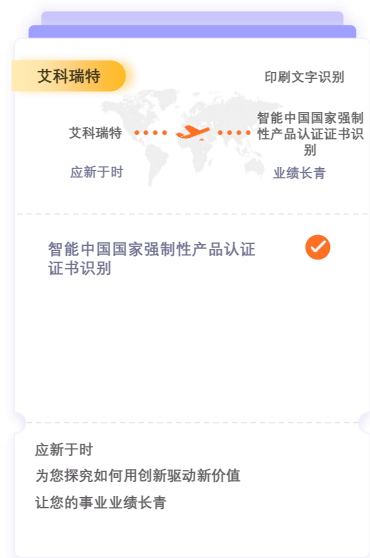 艾科瑞特
印刷文字识别
艾科瑞特
智能中国国家强制
性产品认证证书识
别
应新于时
业绩长青
智能中国国家强制性产品认证
证书识别
应新于时
为您探究如何用创新驱动新价值
让您的事业业绩长青